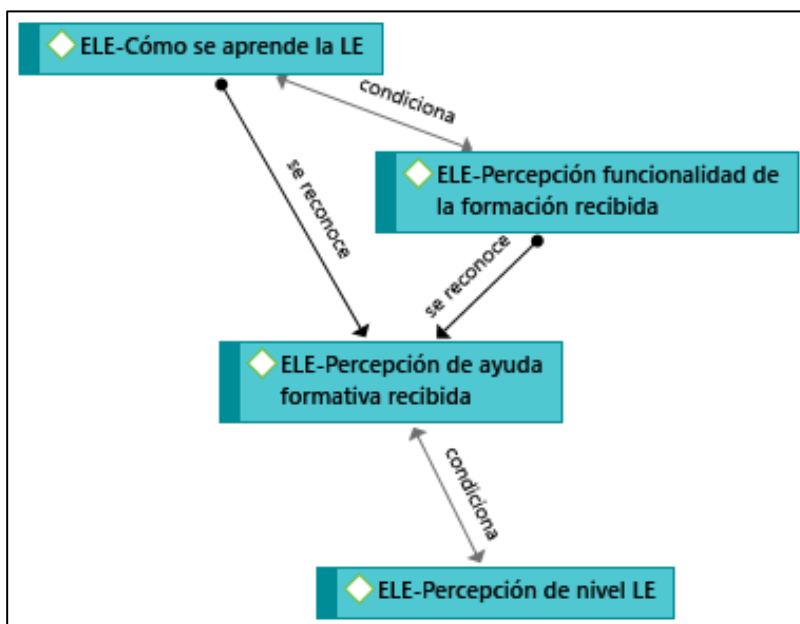 ELE-Cómo se aprende la LE
condiciona
ELE-Percepción funcionalidad de
la formación recibida
se reconoce
se reconoce
ELE-Percepción de ayuda
formativa recibida
condiciona
ELE-Percepción de nivel LE